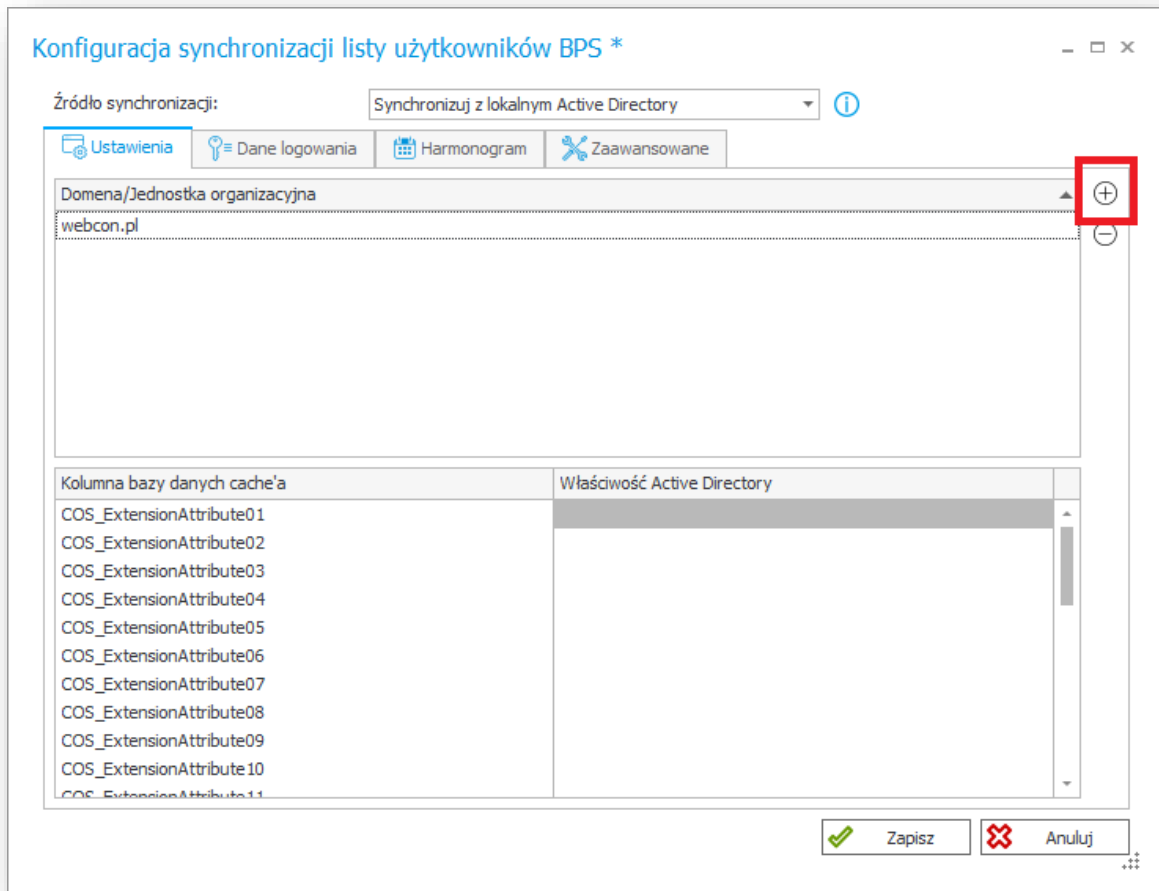 Konfiguracja synchronizacji listy użytkowników BPS *
Źródło synchronizacji: Synchronizuj z lokalnym Active Directory
Ustawienia Dane logowania Harmonogram Zaawansowane
Domena/Jednostka organizacyjna
webcon.pl
Kolumna bazy danych cache'a Właściwość Active Directory
COS_ExtensionAttribute01
COS_ExtensionAttribute02
COS_ExtensionAttribute03
COS_ExtensionAttribute04
COS_ExtensionAttribute05
COS_ExtensionAttribute06
COS_ExtensionAttribute07
COS_ExtensionAttribute08
COS_ExtensionAttribute09
COS_ExtensionAttribute10
COS_ExtensionAttribute11
Zapisz Anuluj